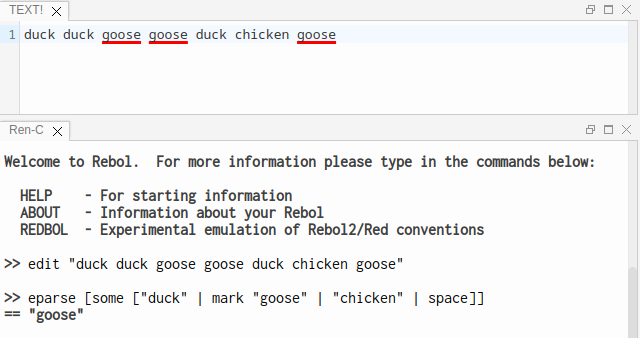 TEXT!
1 duck duck goose goose duck chicken goose
Ren-C
Welcome to Rebol.  For more information please type in the commands below:
HELP    - For starting information
ABOUT   - Information about your Rebol
REDBOL  - Experimental emulation of Rebol2/Red conventions
>> edit "duck duck goose goose duck chicken goose"
>> eparse [some ["duck" | mark "goose" | "chicken" | space]]
== "goose"